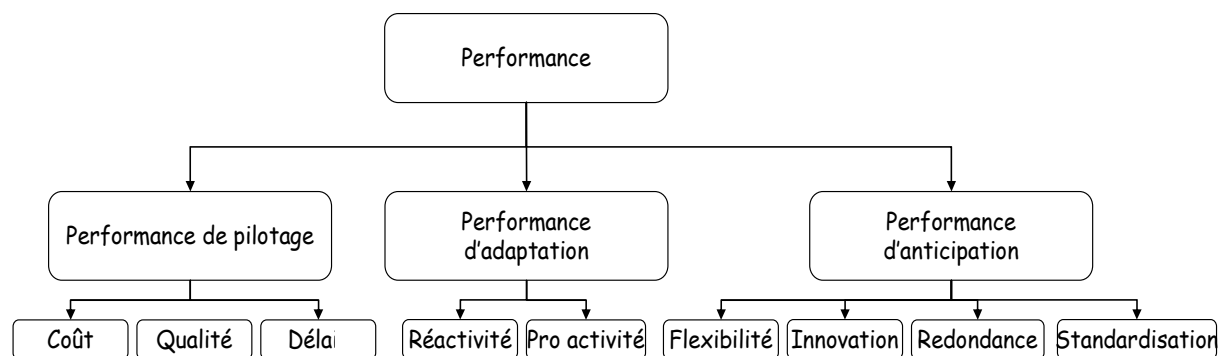 Performance
Performance de pilotage
Performance
d'adaptation
Performance
d'anticipation
Coût
Qualité
Délai
Réactivité
Pro activité
Flexibilité
Innovation
Redondance
Standardisation